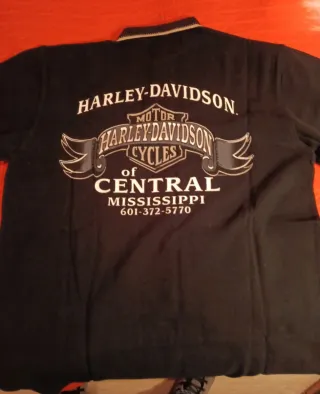 HARLEY-DAVIDSON.
MOTOR
HARLEY-DAVIDSON
CYCLES
of
CENTRAL
MISSISSIPPI
601-372-5770